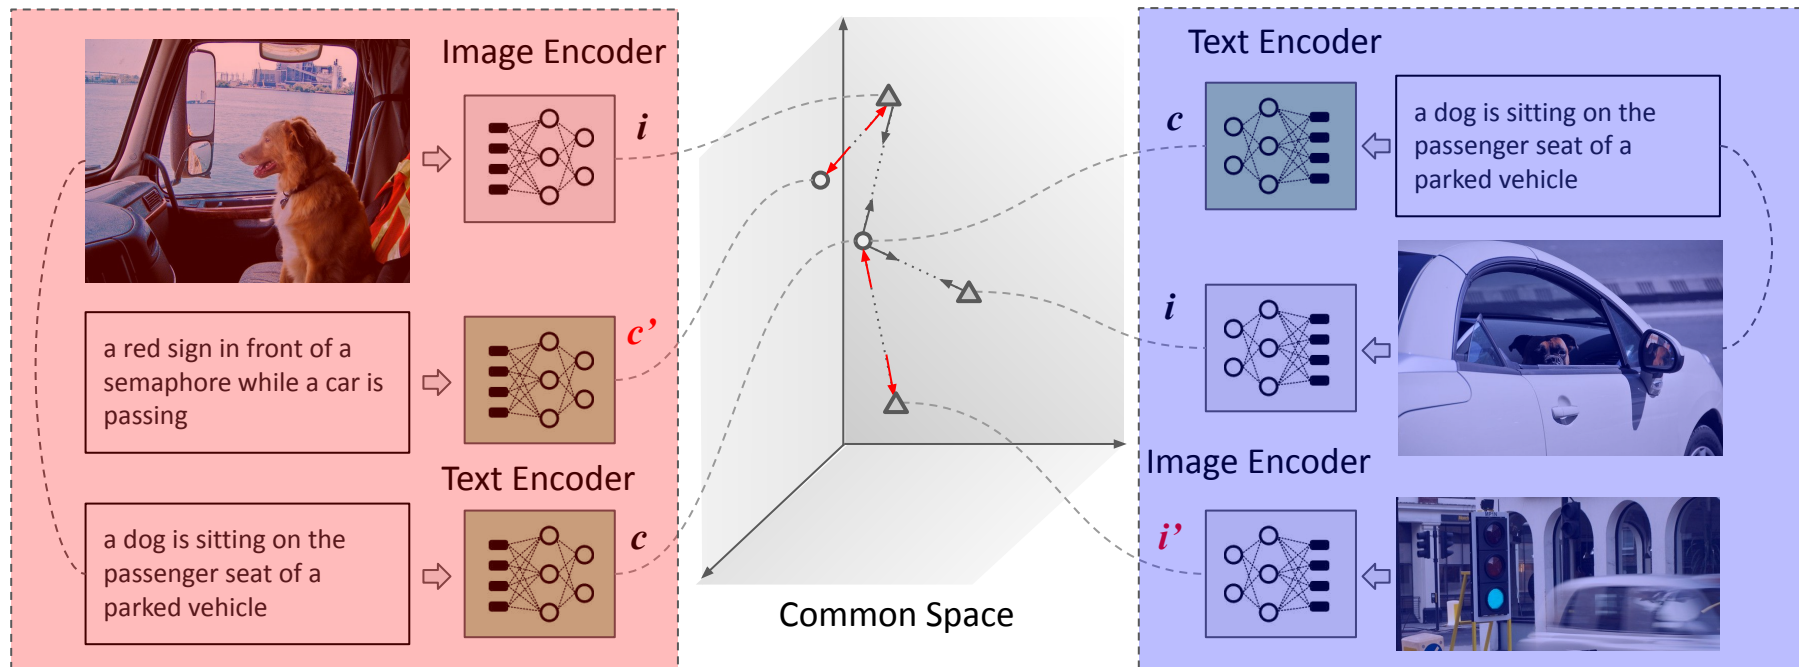 Image Encoder
i
a red sign in front of a
semaphore while a car is
passing
c'
Text Encoder
a dog is sitting on the
passenger seat of a
parked vehicle
c
Common Space
Text Encoder
c
a dog is sitting on the
passenger seat of a
parked vehicle
i
Image Encoder
i'